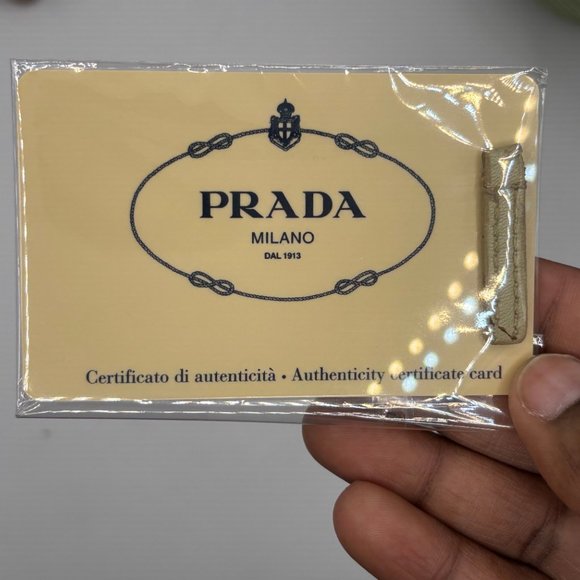 PRADA
MILANO
DAL 1913
Certificato di autenticità • Authenticity certificate card